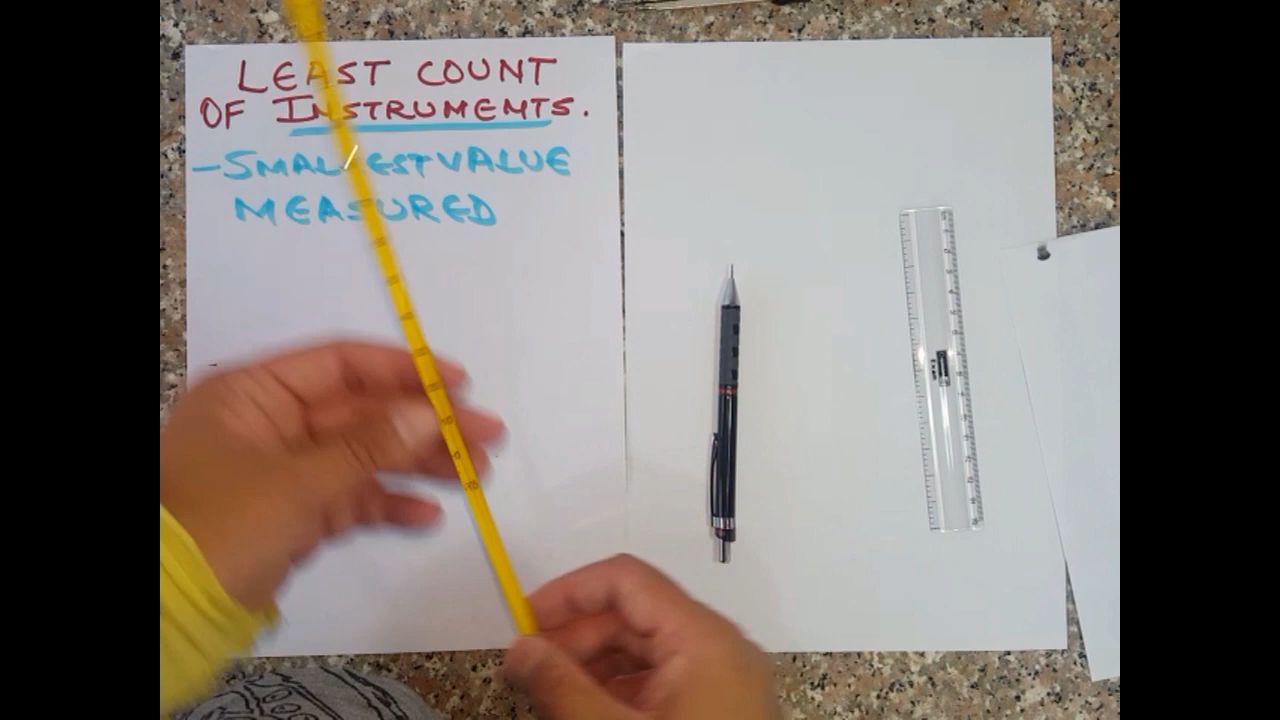 LEAST COUNT
OF INSTRUMENTS.
- SMALLEST VALUE
MEASURED